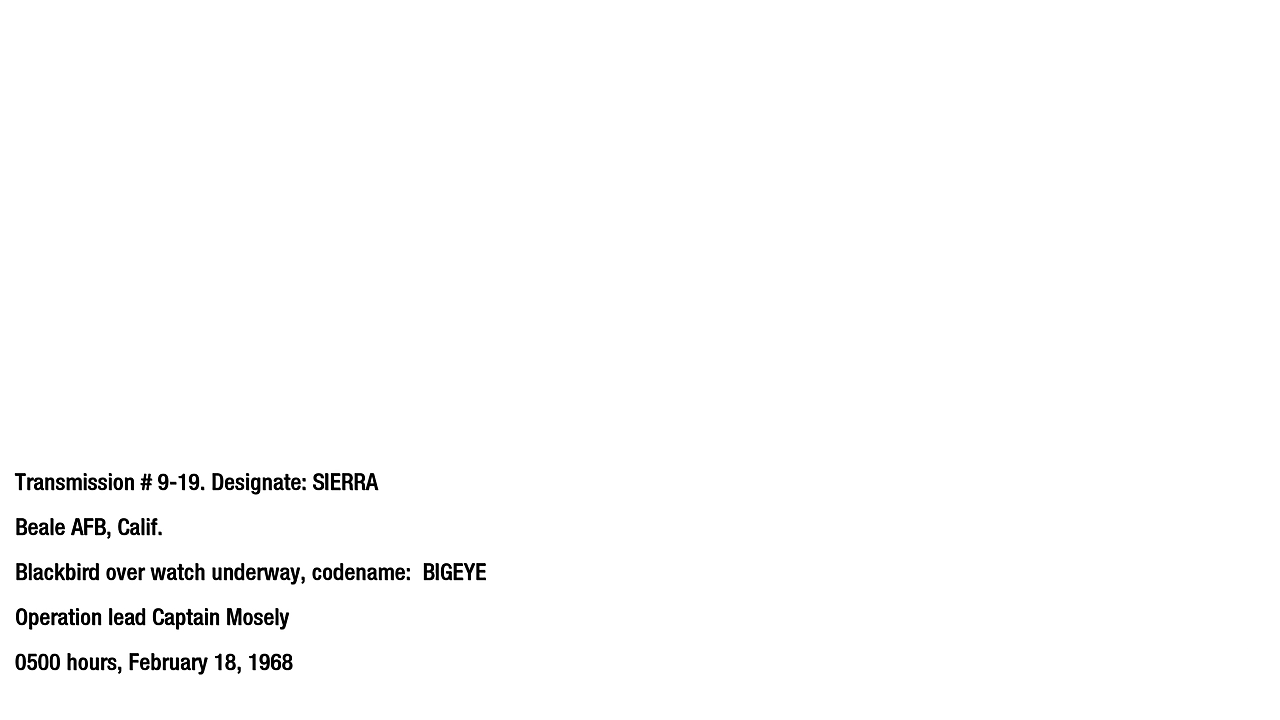 Transmission # 9-19. Designate: SIERRA
Beale AFB, Calif.
Blackbird over watch underway, codename:  BIGEYE
Operation lead Captain Mosely
0500 hours, February 18, 1968